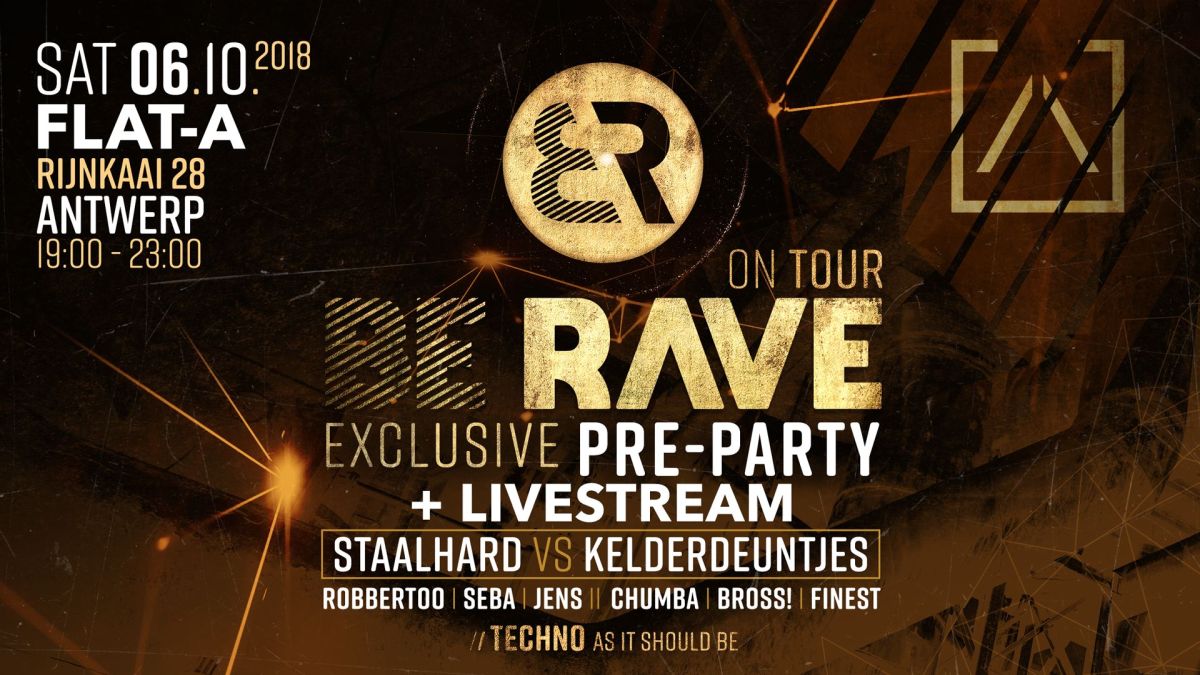 SAT 06.10.2018
FLAT-A
RIJNKAAI 28
ANTWERP
19:00 - 23:00
BR
ON TOUR
BE RAVE
EXCLUSIVE PRE-PARTY
+ LIVESTREAM
STAALHARD VS KELDERDEUNTJES
ROBBERTOO | SEBA | JENS || CHUMBA | BROSS! | FINEST
// TECHNO AS IT SHOULD BE